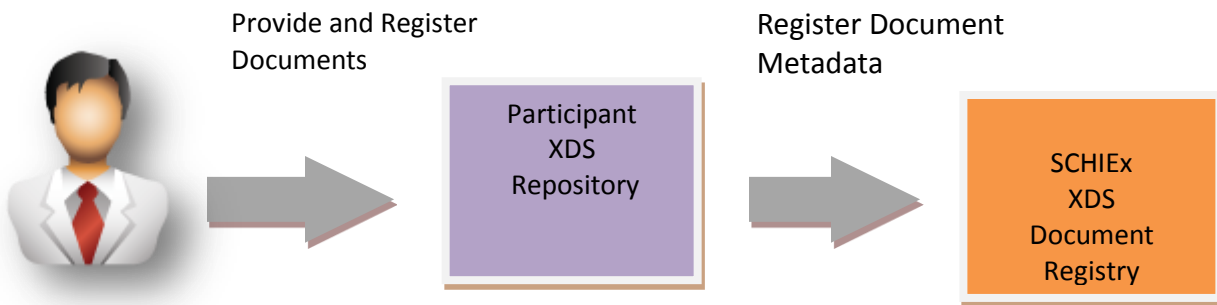 Provide and Register
Documents
Register Document
Metadata
Participant
XDS
Repository
SCHIEx
XDS
Document
Registry